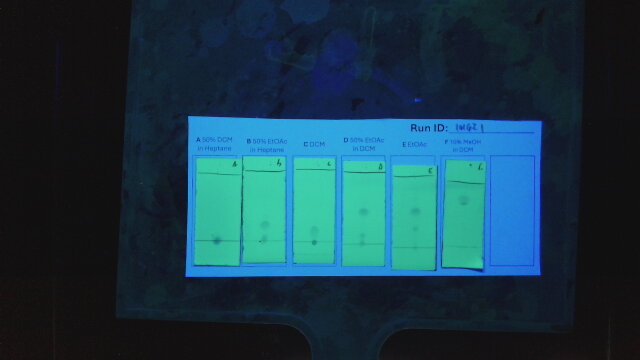 Run ID: ING21
A 50% DCM
in Heptane
B 50% EtOAc
in Heptane
C DCM
D 50% EtOAc
in DCM
E EtOAc
F 10% MeOH
in DCM
A
B
C
D
E
F